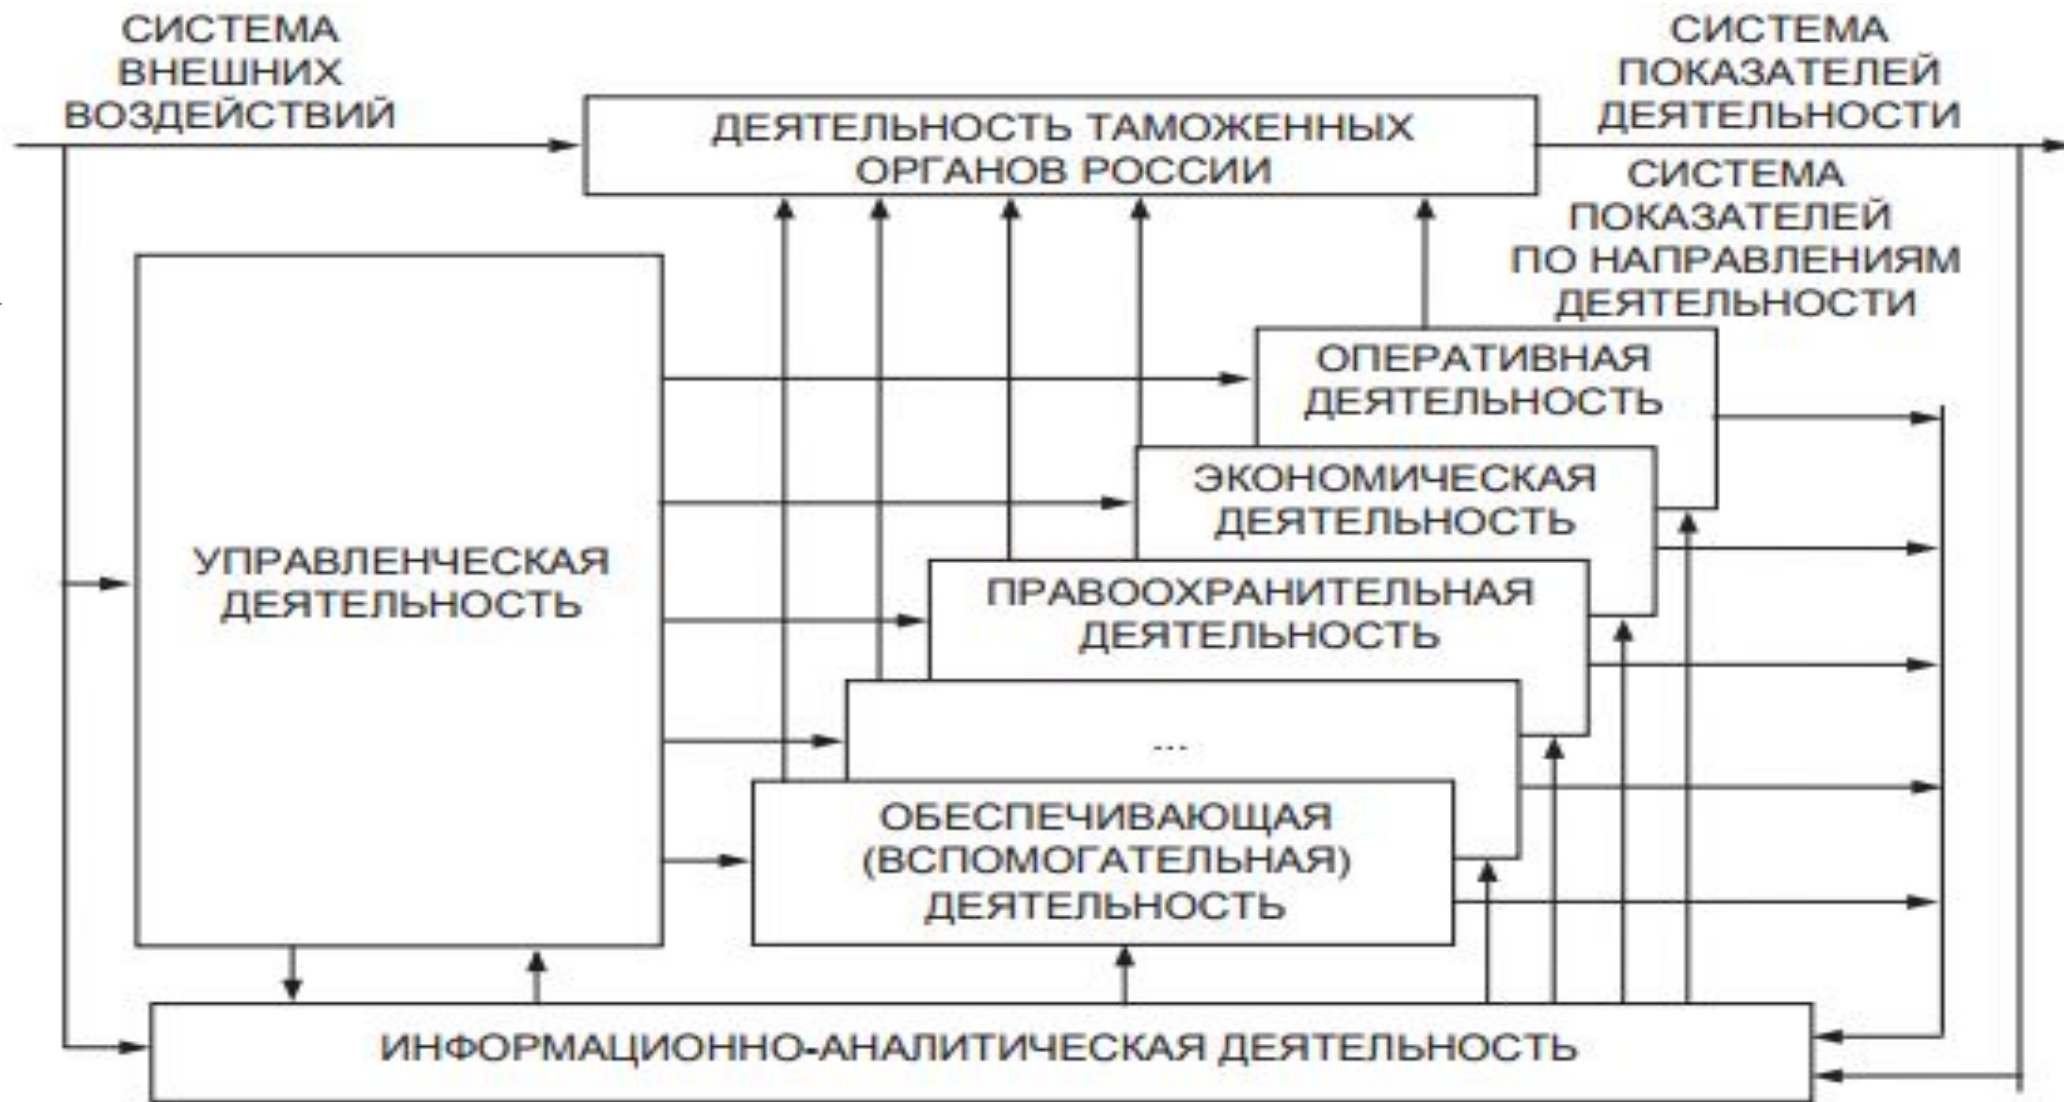 СИСТЕМА
ВНЕШНИХ
ВОЗДЕЙСТВИЙ
ДЕЯТЕЛЬНОСТЬ ТАМОЖЕННЫХ
ОРГАНОВ РОССИИ
СИСТЕМА
ПОКАЗАТЕЛЕЙ
ДЕЯТЕЛЬНОСТИ
СИСТЕМА
ПОКАЗАТЕЛЕЙ
ПО НАПРАВЛЕНИЯМ
ДЕЯТЕЛЬНОСТИ
ОПЕРАТИВНАЯ
ДЕЯТЕЛЬНОСТЬ
ЭКОНОМИЧЕСКАЯ
ДЕЯТЕЛЬНОСТЬ
УПРАВЛЕНЧЕСКАЯ
ДЕЯТЕЛЬНОСТЬ
ПРАВООХРАНИТЕЛЬНАЯ
ДЕЯТЕЛЬНОСТЬ
...
ОБЕСПЕЧИВАЮЩАЯ
(ВСПОМОГАТЕЛЬНАЯ)
ДЕЯТЕЛЬНОСТЬ
ИНФОРМАЦИОННО-АНАЛИТИЧЕСКАЯ ДЕЯТЕЛЬНОСТЬ